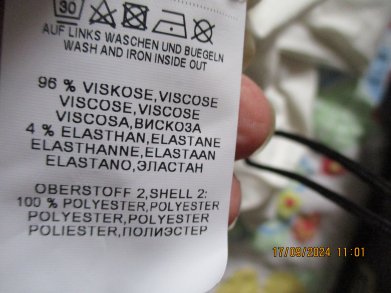 30
AUF LINKS WASCHEN UND BUEGELN
WASH AND IRON INSIDE OUT
96 % VISKOSE,VISCOSE
VISCOSE,VISCOSE
VISCOSA,ВИСКОЗА
4 % ELASTHAN,ELASTANE
ELASTHANNE,ELASTAAN
ELASTANO,ЭЛАСТАН
OBERSTOFF 2,SHELL 2:
100 % POLYESTER,POLYESTER
POLYESTER,POLYESTER
POLIESTER,ПОЛИЭСТЕР
17/09/2024 11:01